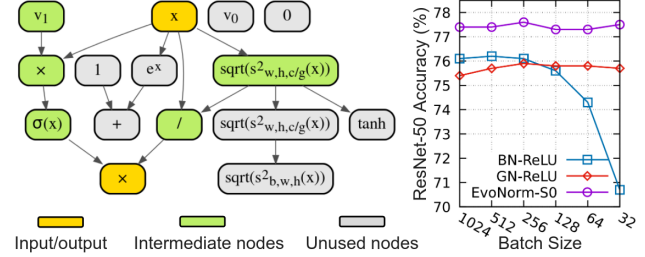 v1
x
v0
0
×
1
e^x
sqrt(s²w,h,c/g(x))
σ(x)
+
/
sqrt(s²w,h,c/g(x))
tanh
×
sqrt(s²b,w,h(x))
Input/output
Intermediate nodes
Unused nodes
ResNet-50 Accuracy (%)
78
77
76
75
74
73
72
71
70
BN-ReLU
GN-ReLU
EvoNorm-S0
1024
512
256
128
64
32
Batch Size